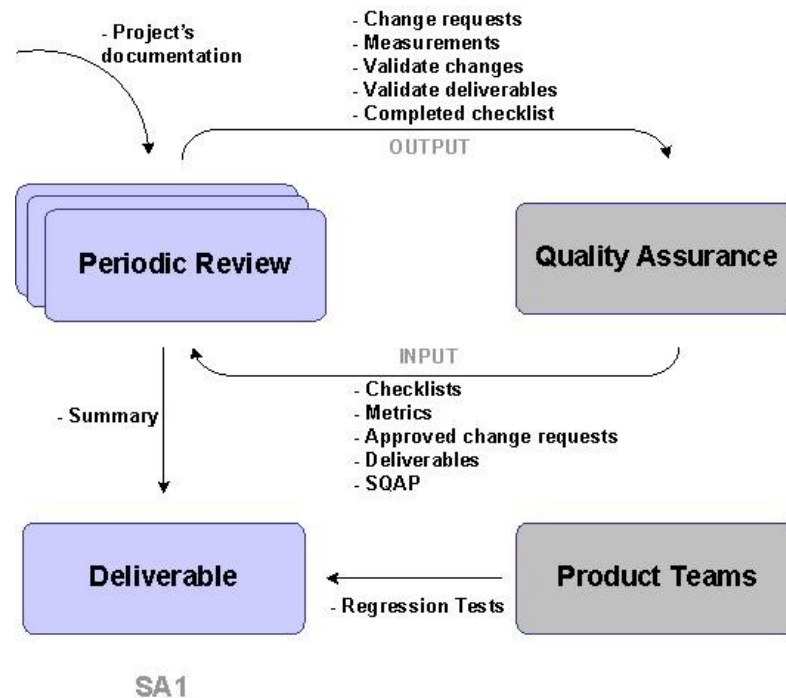 - Project's
documentation
- Change requests
- Measurements
- Validate changes
- Validate deliverables
- Completed checklist
OUTPUT
Periodic Review
Quality Assurance
INPUT
- Checklists
- Metrics
- Approved change requests
- Deliverables
- SQAP
- Summary
Deliverable
Product Teams
- Regression Tests
SA1